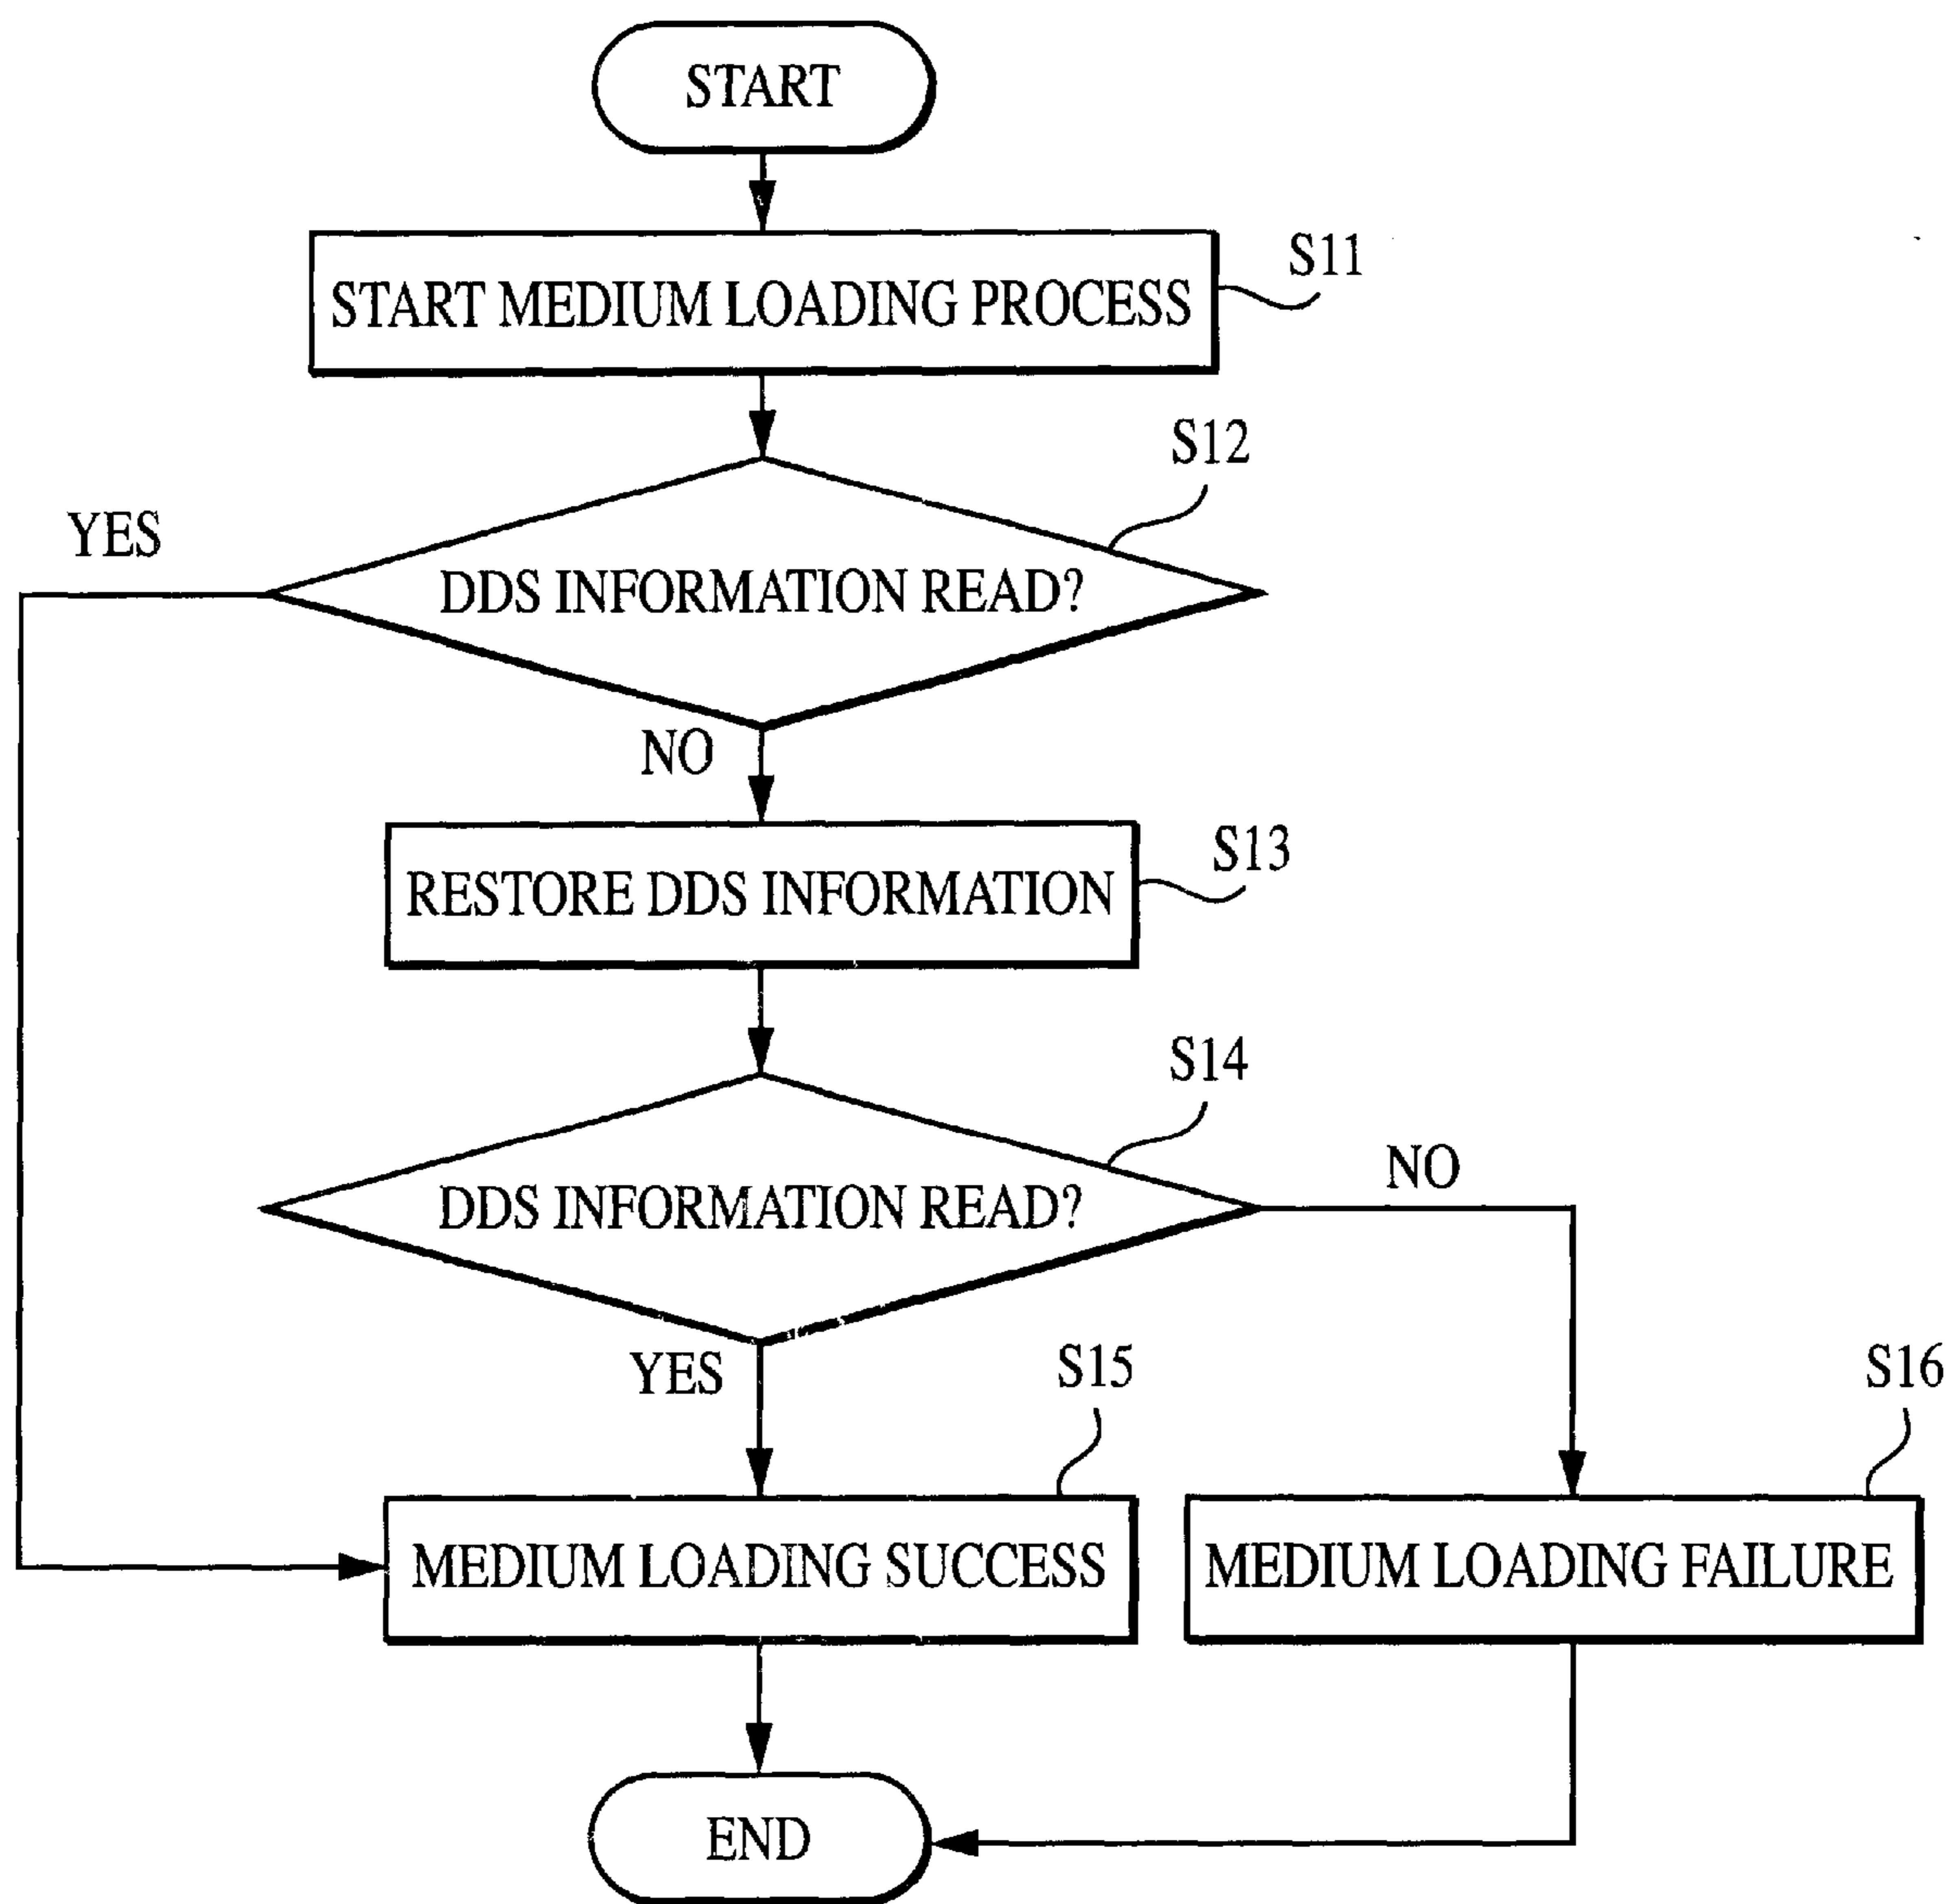 START
START MEDIUM LOADING PROCESS
S11
S12
YES
DDS INFORMATION READ?
NO
RESTORE DDS INFORMATION
S13
S14
DDS INFORMATION READ?
NO
YES
S15
S16
MEDIUM LOADING SUCCESS
MEDIUM LOADING FAILURE
END